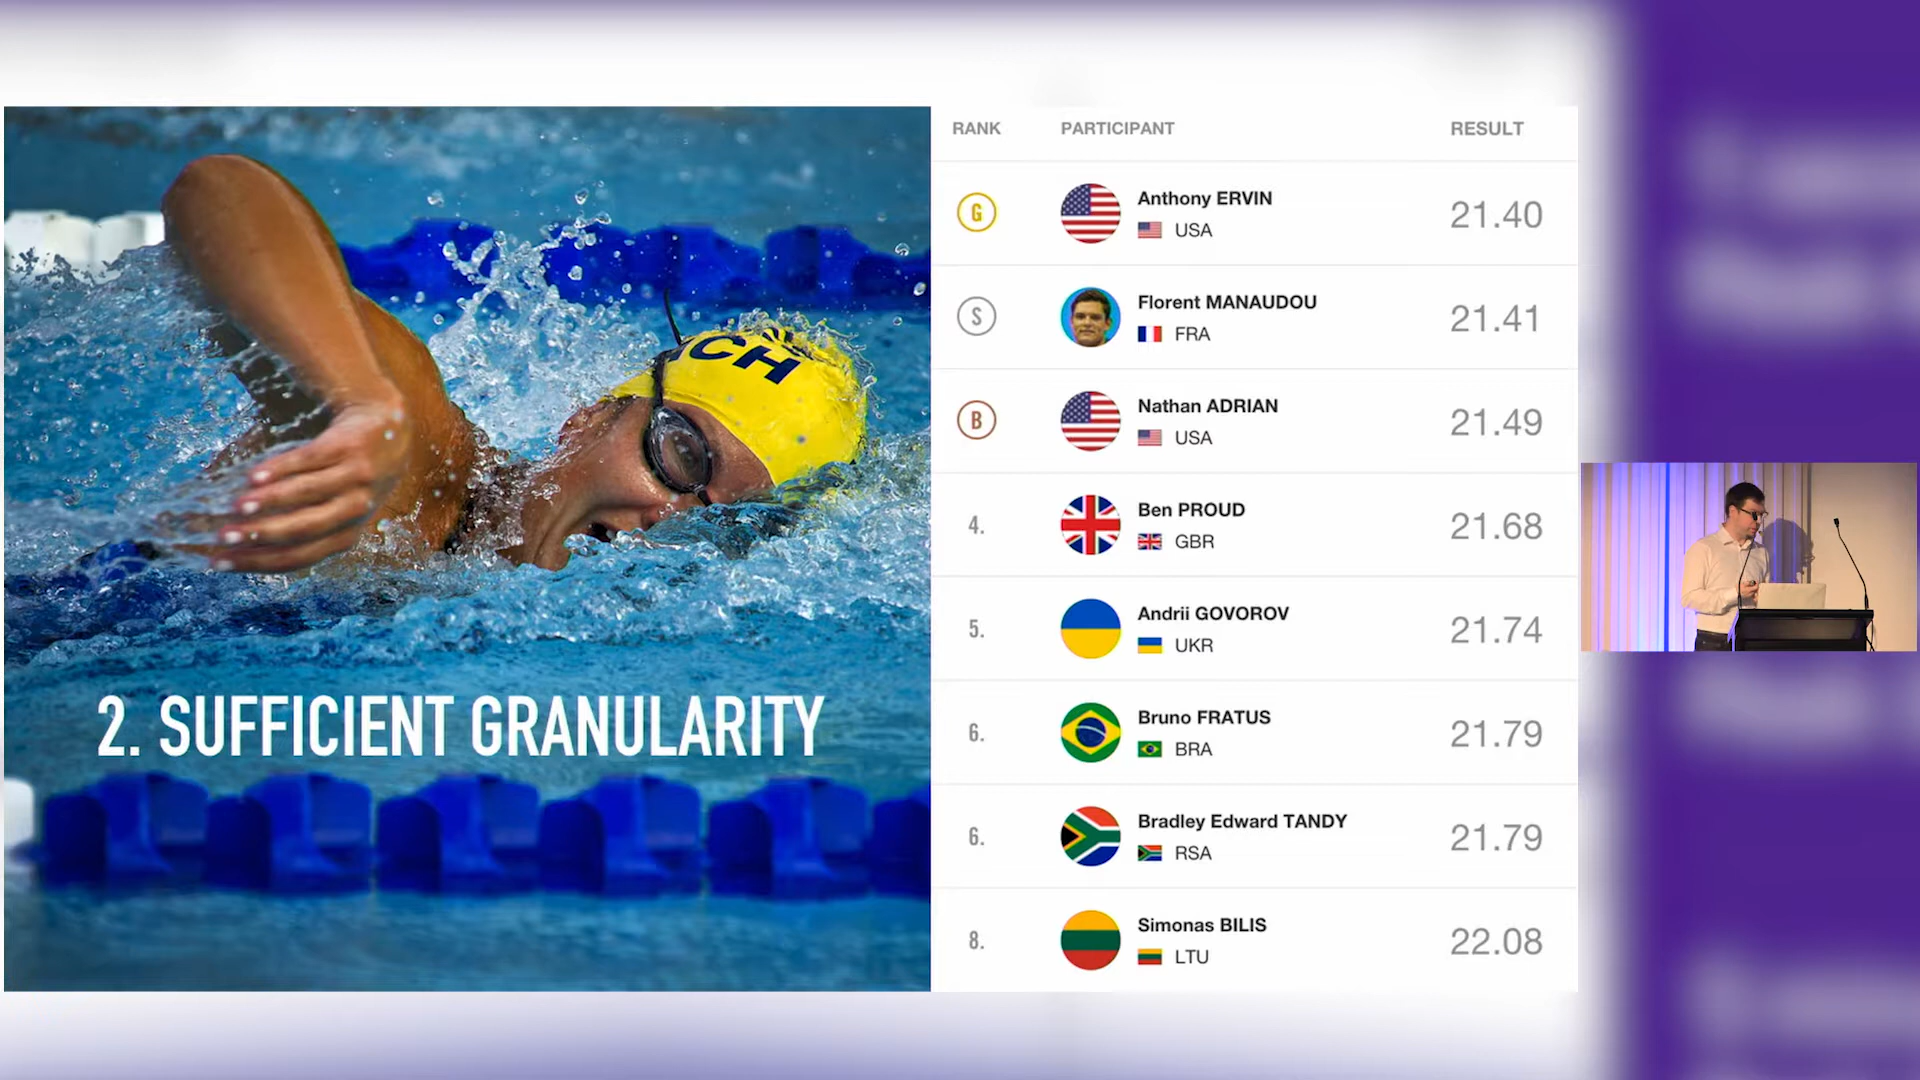 CH
2. SUFFICIENT GRANULARITY
RANK PARTICIPANT RESULT
G Anthony ERVIN 21.40
USA
S Florent MANAUDOU 21.41
FRA
B Nathan ADRIAN 21.49
USA
4. Ben PROUD 21.68
GBR
5. Andrii GOVOROV 21.74
UKR
6. Bruno FRATUS 21.79
BRA
6. Bradley Edward TANDY 21.79
RSA
8. Simonas BILIS 22.08
LTU